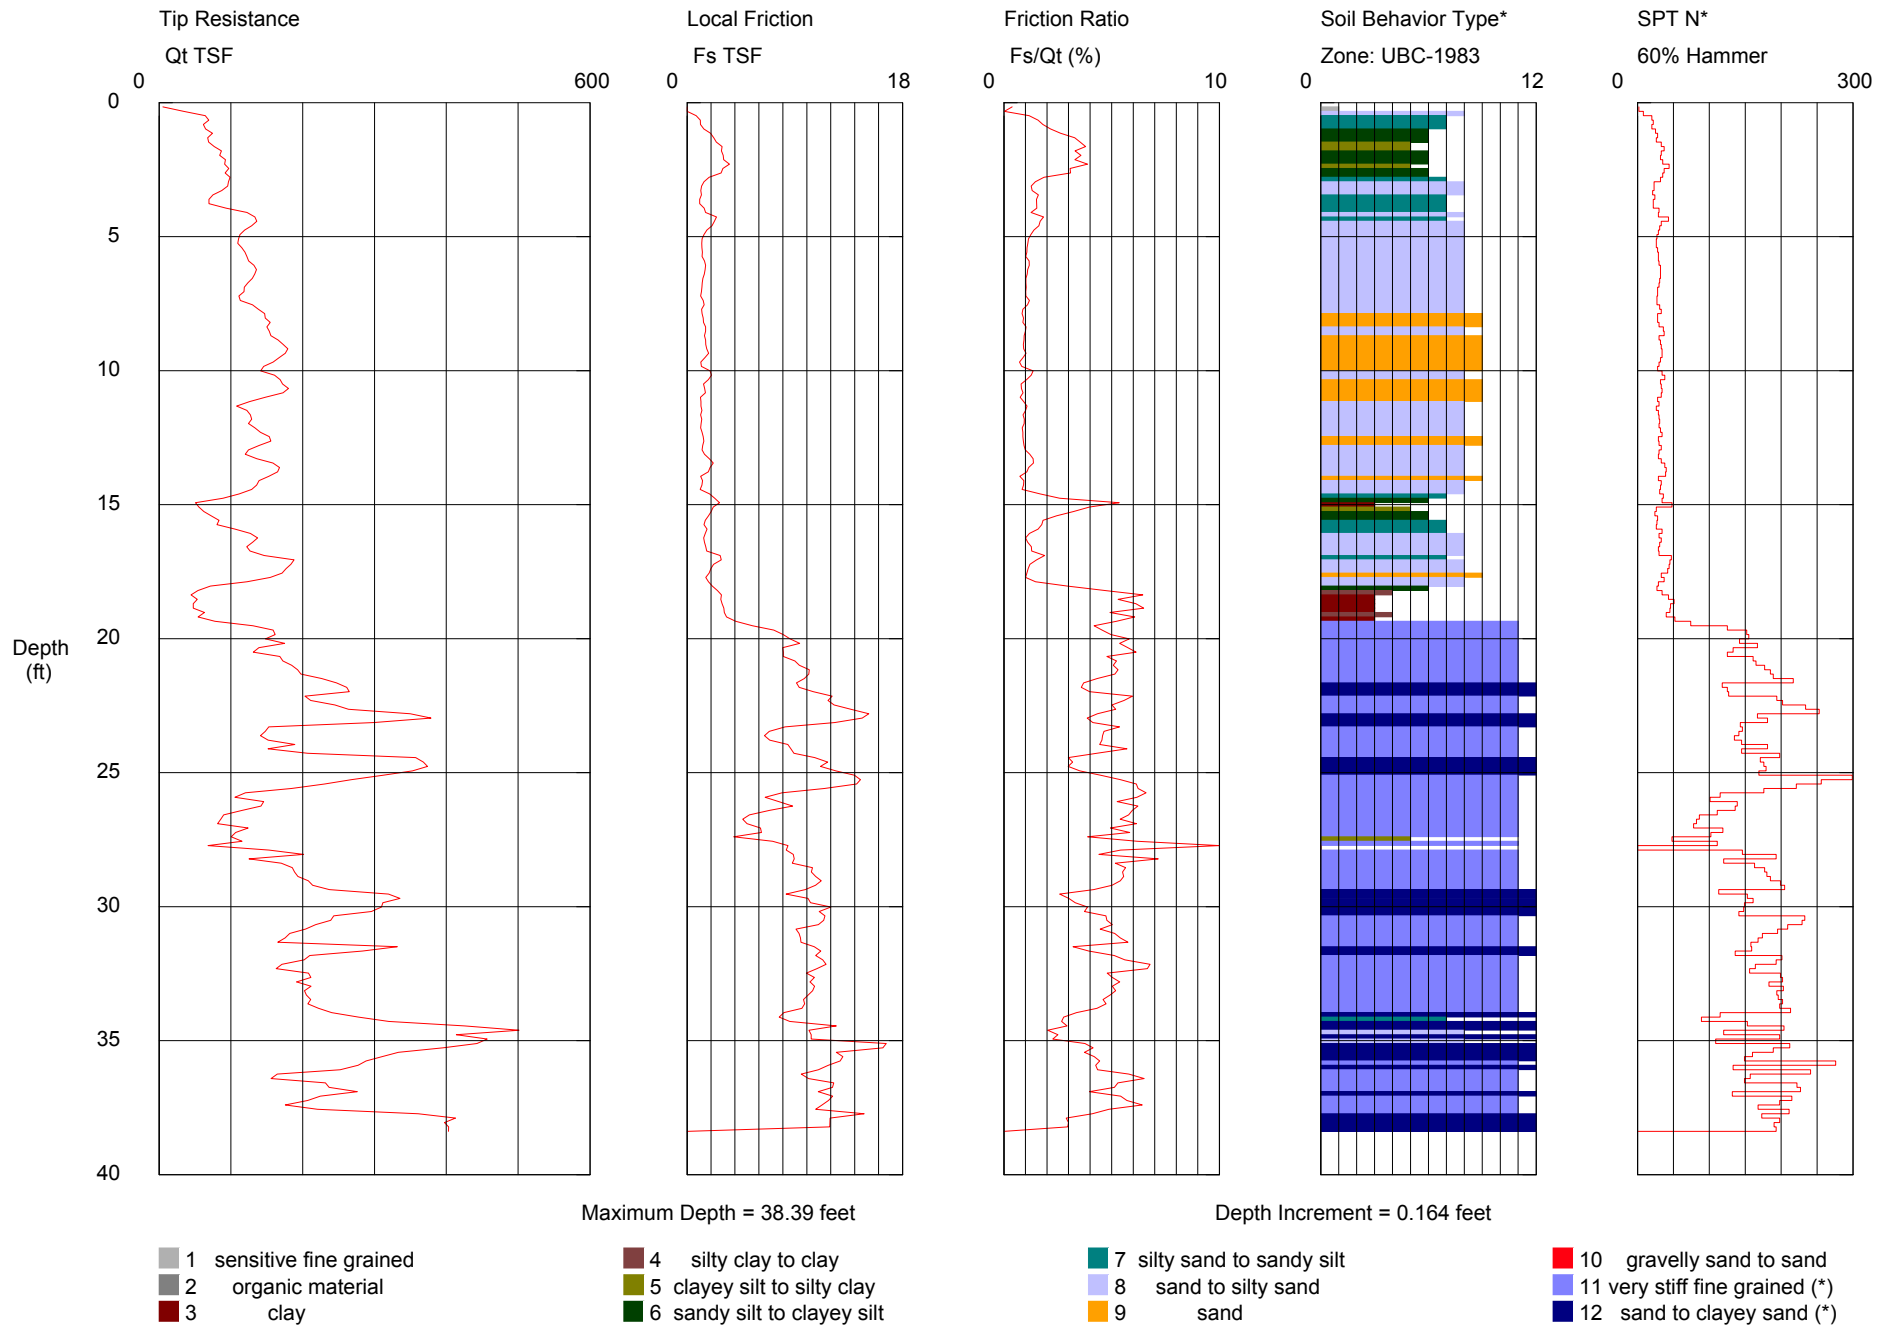 Tip Resistance Local Friction Friction Ratio Soil Behavior Type* SPT N*
Qt TSF Fs TSF Fs/Qt (%) Zone: UBC-1983 60% Hammer
0 600 0 18 0 10 0 12 0 300
0
5
10
15
20
Depth
(ft)
25
30
35
40
Maximum Depth = 38.39 feet Depth Increment = 0.164 feet
1 sensitive fine grained 4 silty clay to clay 7 silty sand to sandy silt 10 gravelly sand to sand
2 organic material 5 clayey silt to silty clay 8 sand to silty sand 11 very stiff fine grained (*)
3 clay 6 sandy silt to clayey silt 9 sand 12 sand to clayey sand (*)